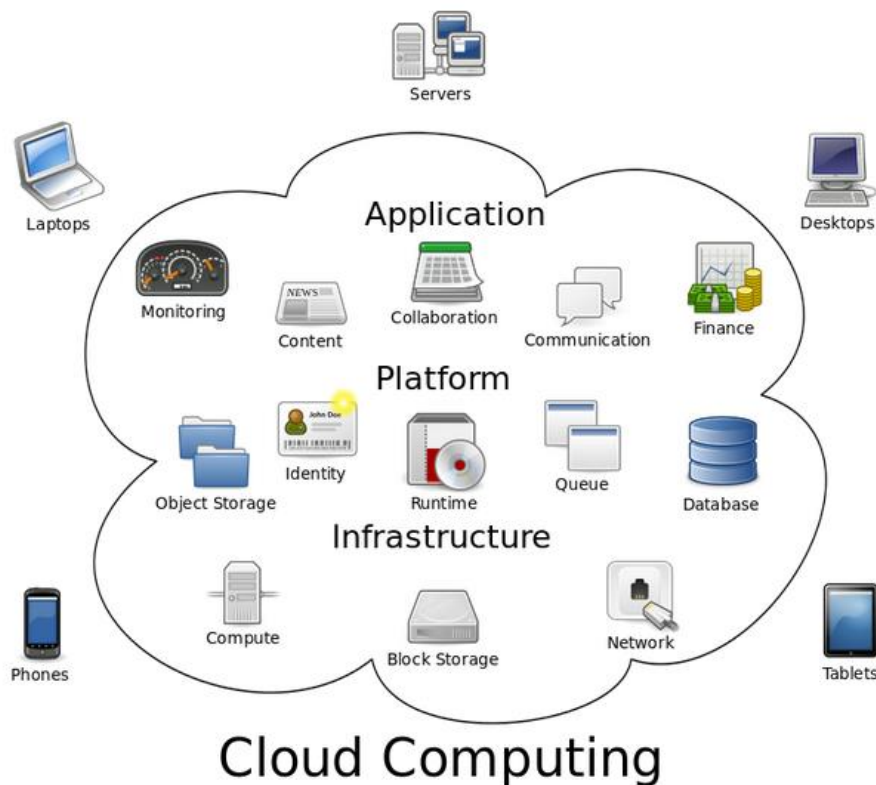 Servers
Laptops
Desktops
Application
Monitoring
NEWS
Content
Collaboration
Communication
Finance
Platform
John Doe
Object Storage
Identity
Runtime
Queue
Database
Infrastructure
Compute
Block Storage
Network
Phones
Tablets
Cloud Computing